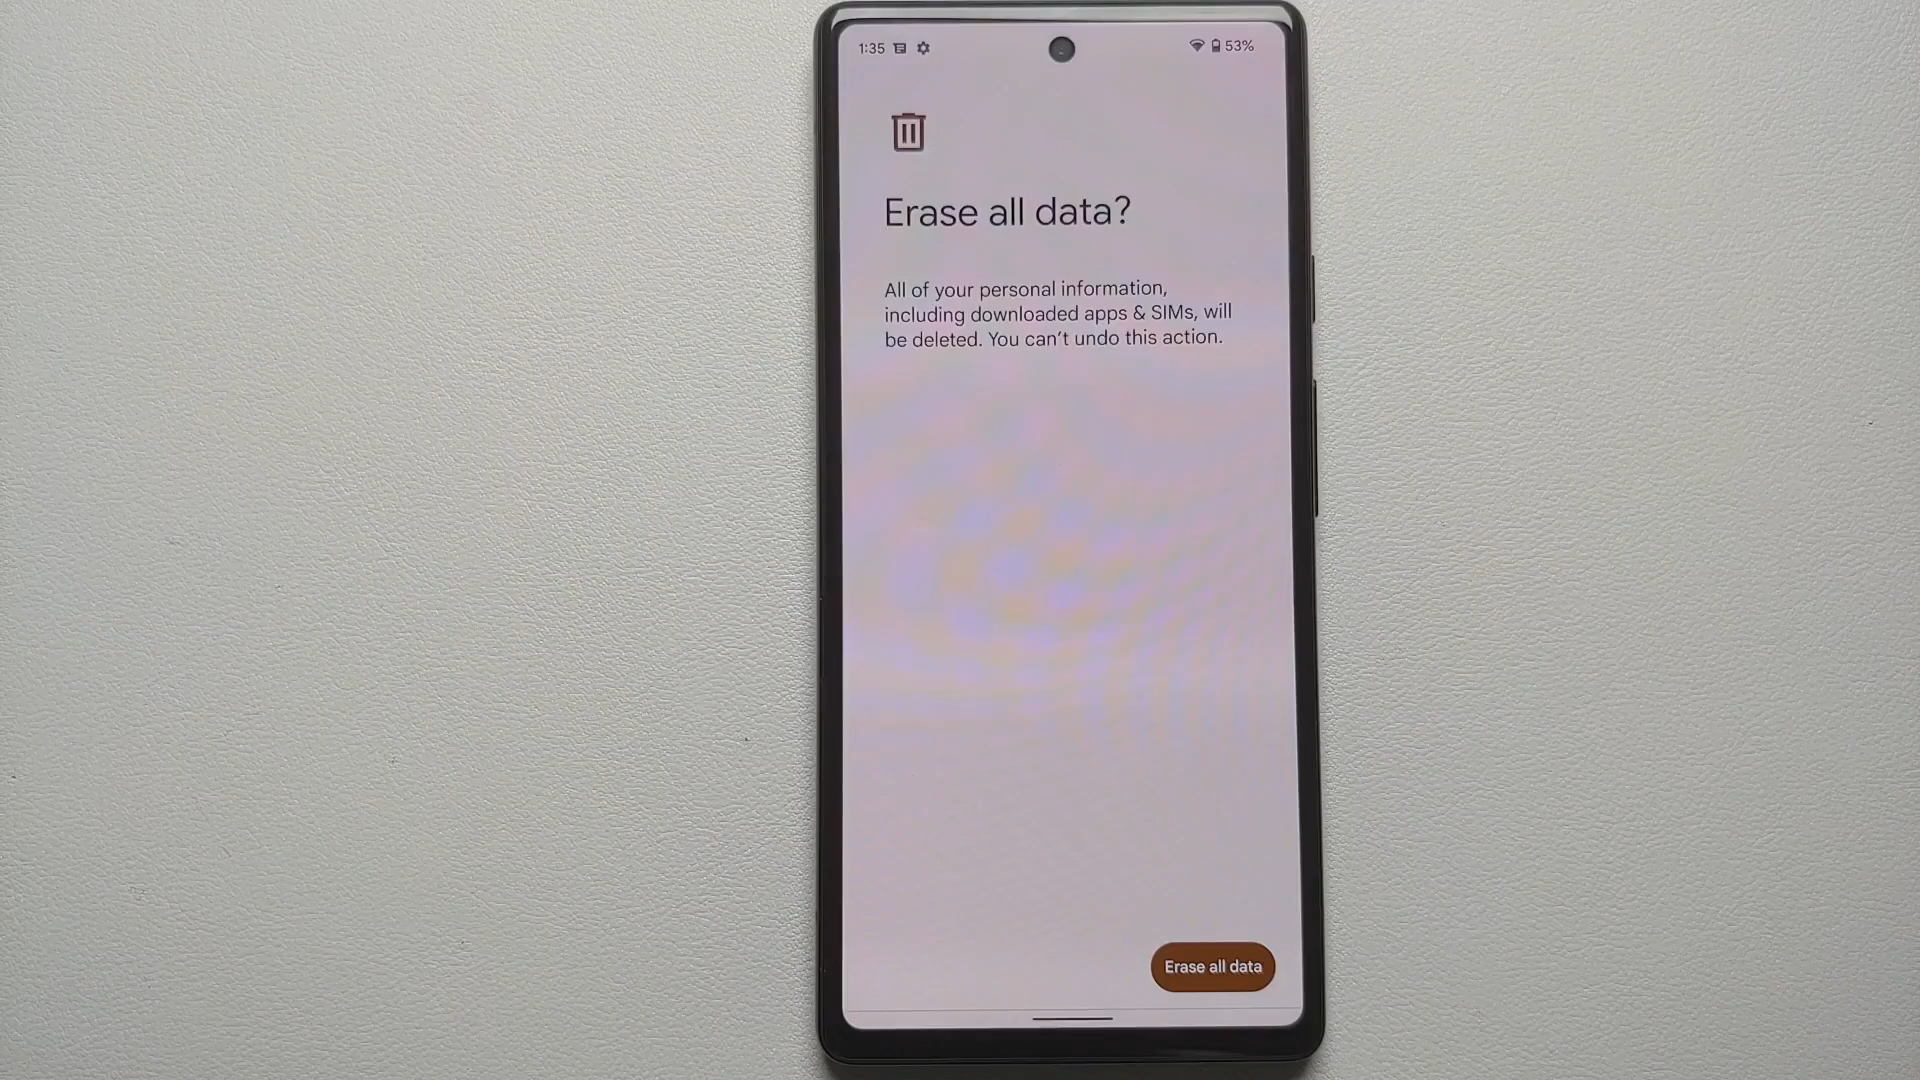 1:35
53%
Erase all data?
All of your personal information,
including downloaded apps & SIMs, will
be deleted. You can't undo this action.
Erase all data